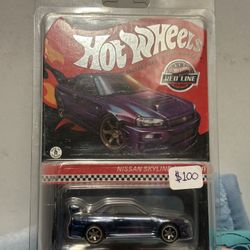 Hot Wheels
RED LINE
NISSAN SKYLINE
$100